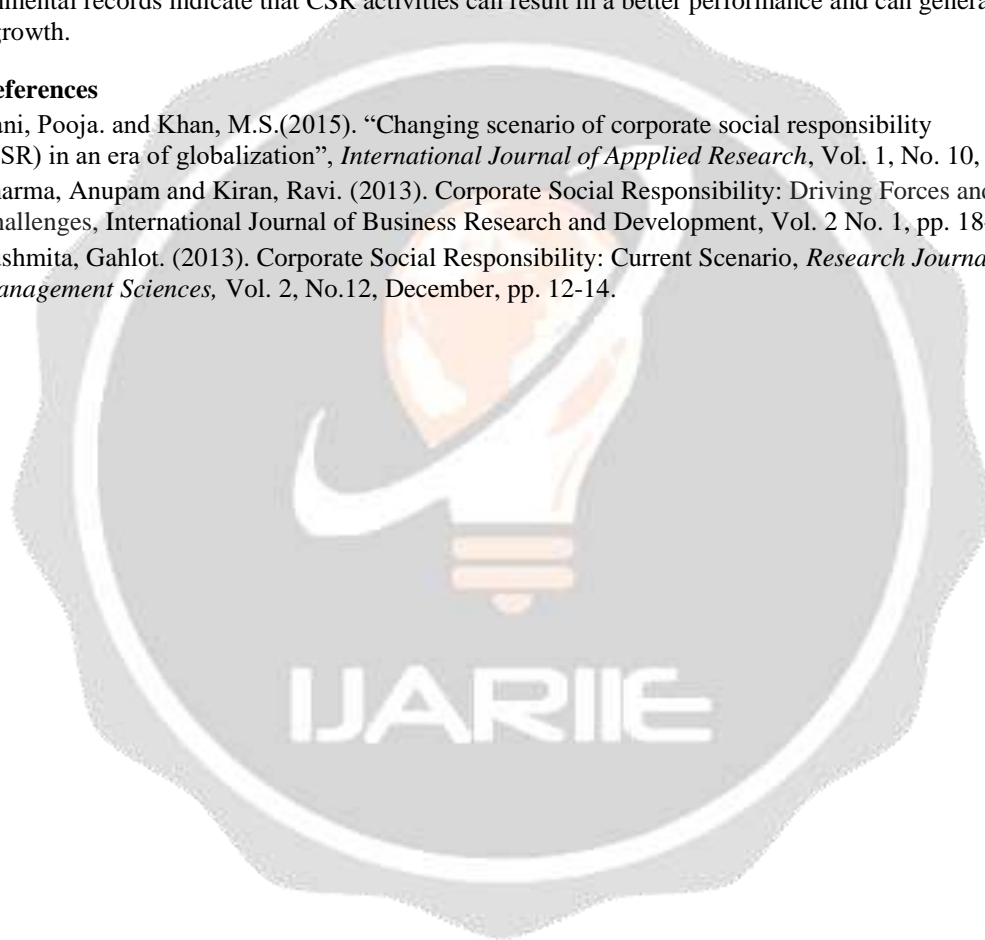 mental records indicate that CSR activities can result in a better performance and can genera
growth.
eferences
ani, Pooja. and Khan, M.S.(2015). “Changing scenario of corporate social responsibility
SR) in an era of globalization”, International Journal of Appplied Research, Vol. 1, No. 10,
arma, Anupam and Kiran, Ravi. (2013). Corporate Social Responsibility: Driving Forces and
hallenges, International Journal of Business Research and Development, Vol. 2 No. 1, pp. 18-
ushmita, Gahlot. (2013). Corporate Social Responsibility: Current Scenario, Research Journa
anagement Sciences, Vol. 2, No.12, December, pp. 12-14.
IJARIIE